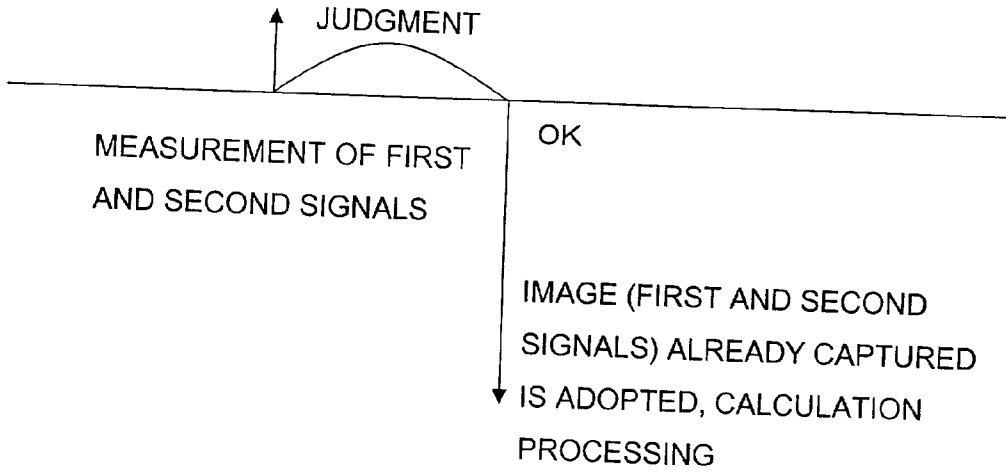 JUDGMENT
OK
MEASUREMENT OF FIRST
AND SECOND SIGNALS
IMAGE (FIRST AND SECOND
SIGNALS) ALREADY CAPTURED
IS ADOPTED, CALCULATION
PROCESSING